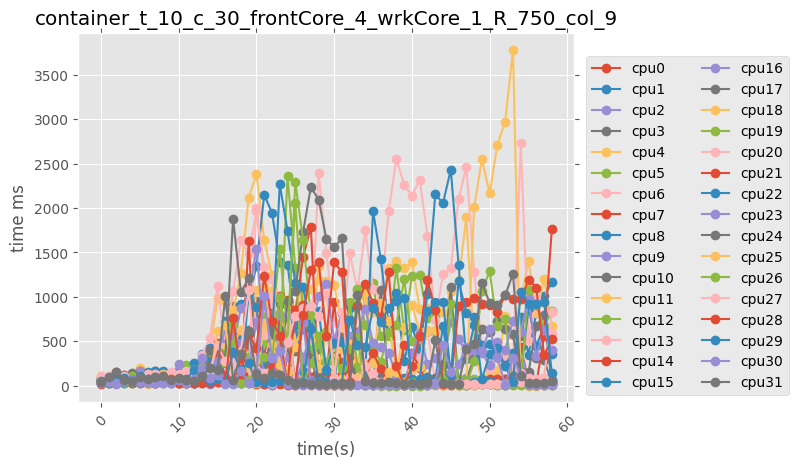 container_t_10_c_30_frontCore_4_wrkCore_1_R_750_col_9
3500
3000
2500
2000
1500
1000
500
0
time ms
0
10
20
30
40
50
60
time(s)
cpu0
cpu1
cpu2
cpu3
cpu4
cpu5
cpu6
cpu7
cpu8
cpu9
cpu10
cpu11
cpu12
cpu13
cpu14
cpu15
cpu16
cpu17
cpu18
cpu19
cpu20
cpu21
cpu22
cpu23
cpu24
cpu25
cpu26
cpu27
cpu28
cpu29
cpu30
cpu31